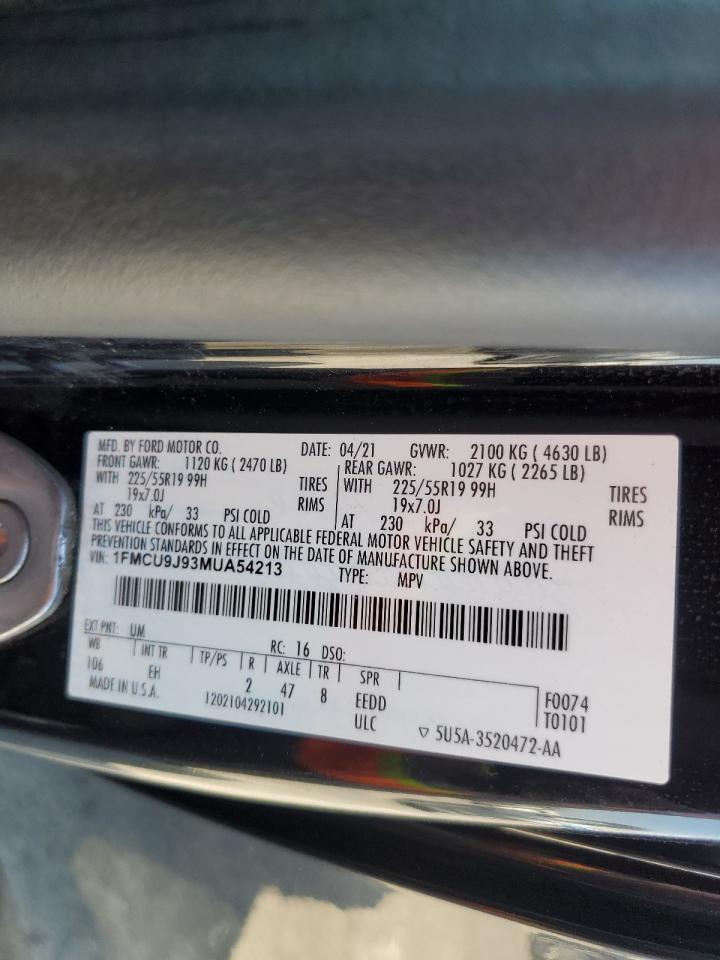 MFD. BY FORD MOTOR CO. DATE: 04/21 GVWR: 2100 KG ( 4630 LB)
FRONT GAWR: 1120 KG ( 2470 LB) REAR GAWR: 1027 KG ( 2265 LB)
WITH 225/55R19 99H TIRES WITH 225/55R19 99H TIRES
19x7.0J RIMS 19x7.0J RIMS
AT 230 kPa/ 33 PSI COLD AT 230 kPa/ 33 PSI COLD
THIS VEHICLE CONFORMS TO ALL APPLICABLE FEDERAL MOTOR VEHICLE SAFETY AND THEFT
PREVENTION STANDARDS IN EFFECT ON THE DATE OF MANUFACTURE SHOWN ABOVE.
VIN: 1FMCU9J93MUA54213 TYPE: MPV
EXT PNT: UM RC: 16 DSO:
WB INT TR TP/PS R AXLE TR SPR
106 EH 2 47 8 EEDD F0074
MADE IN U.S.A. 1202104292101 ULC T0101
▽ 5U5A-3520472-AA